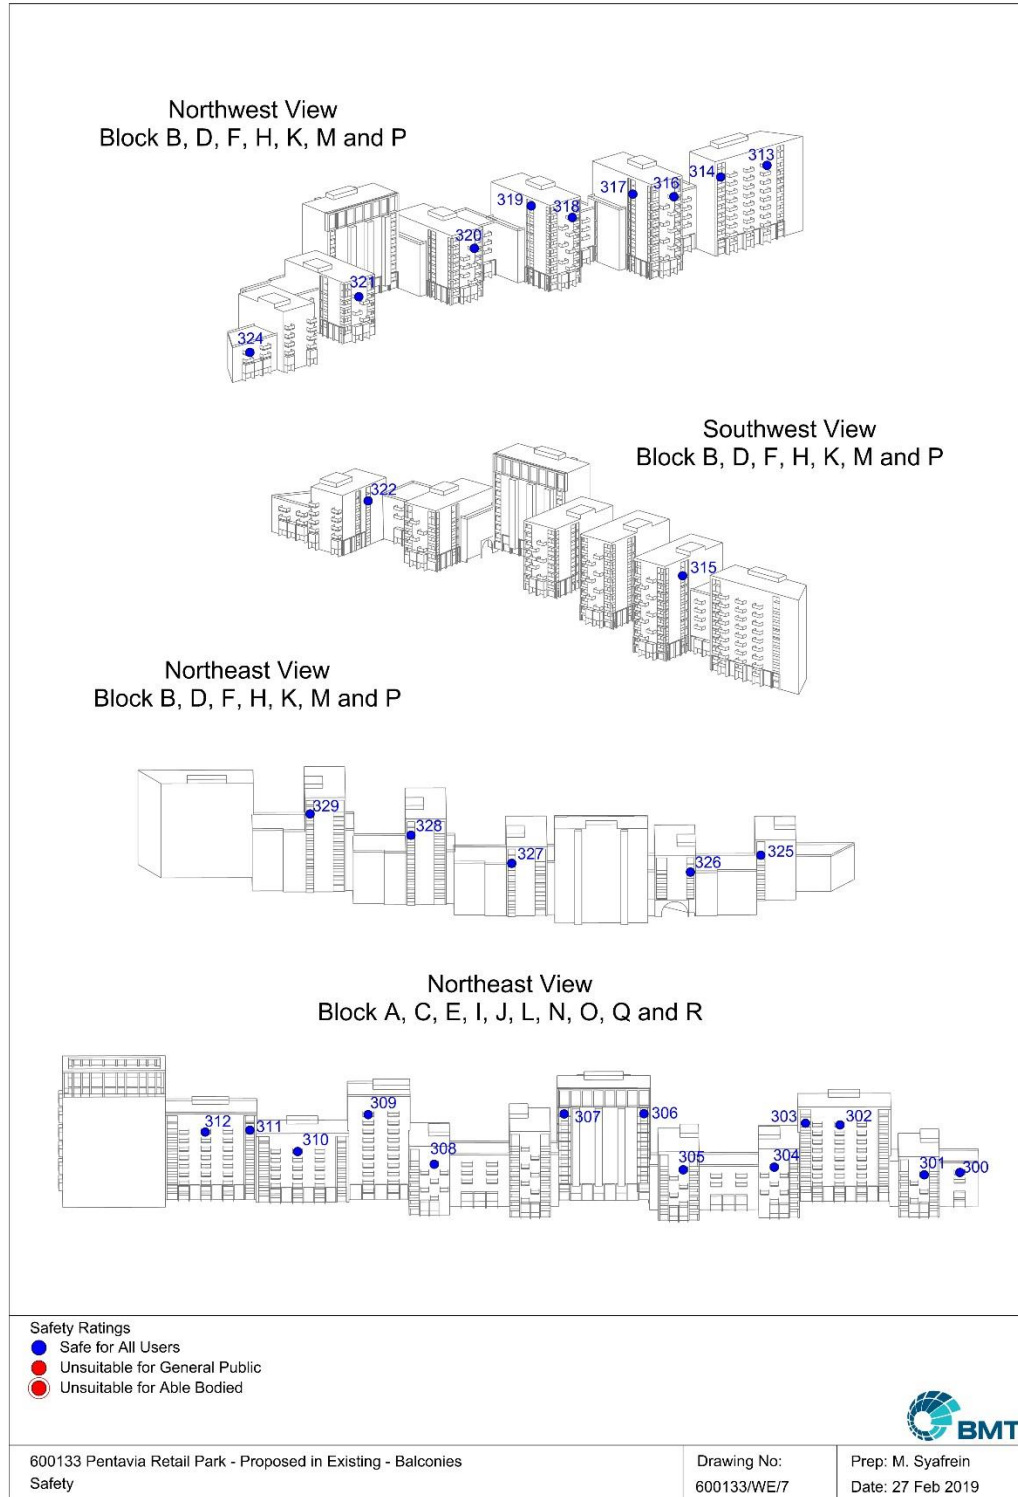 Northwest View
Block B, D, F, H, K, M and P
313
314
316
317
318
319
320
321
324
Southwest View
Block B, D, F, H, K, M and P
322
315
Northeast View
Block B, D, F, H, K, M and P
329
328
327
326
325
Northeast View
Block A, C, E, I, J, L, N, O, Q and R
312
311
310
309
308
307
306
305
304
303
302
301
300
Safety Ratings
Safe for All Users
Unsuitable for General Public
Unsuitable for Able Bodied
BMT
600133 Pentavia Retail Park - Proposed in Existing - Balconies
Safety
Drawing No:
600133/WE/7
Prep: M. Syafrein
Date: 27 Feb 2019